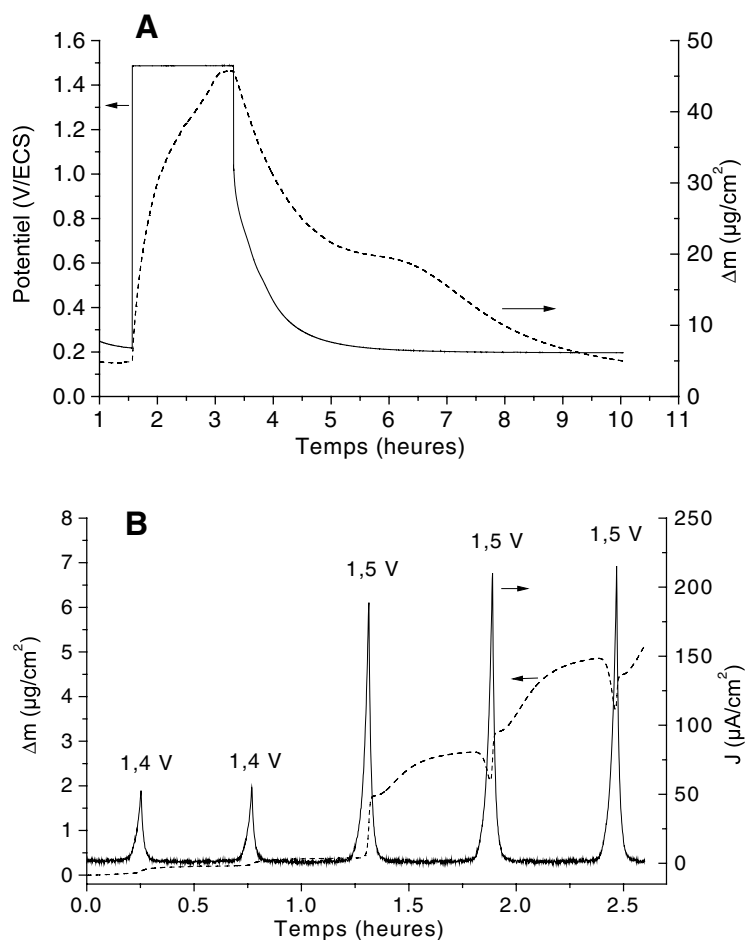 A
1.6
1.4
1.2
1.0
0.8
0.6
0.4
0.2
0.0
Potentiel (V/ECS)
50
40
30
20
10
0
Δm (µg/cm²)
1 2 3 4 5 6 7 8 9 10 11
Temps (heures)
B
8
7
6
5
4
3
2
1
0
Δm (µg/cm²)
1,4 V
1,4 V
1,5 V
1,5 V
1,5 V
250
200
150
100
50
0
J (µA/cm²)
0.0 0.5 1.0 1.5 2.0 2.5
Temps (heures)